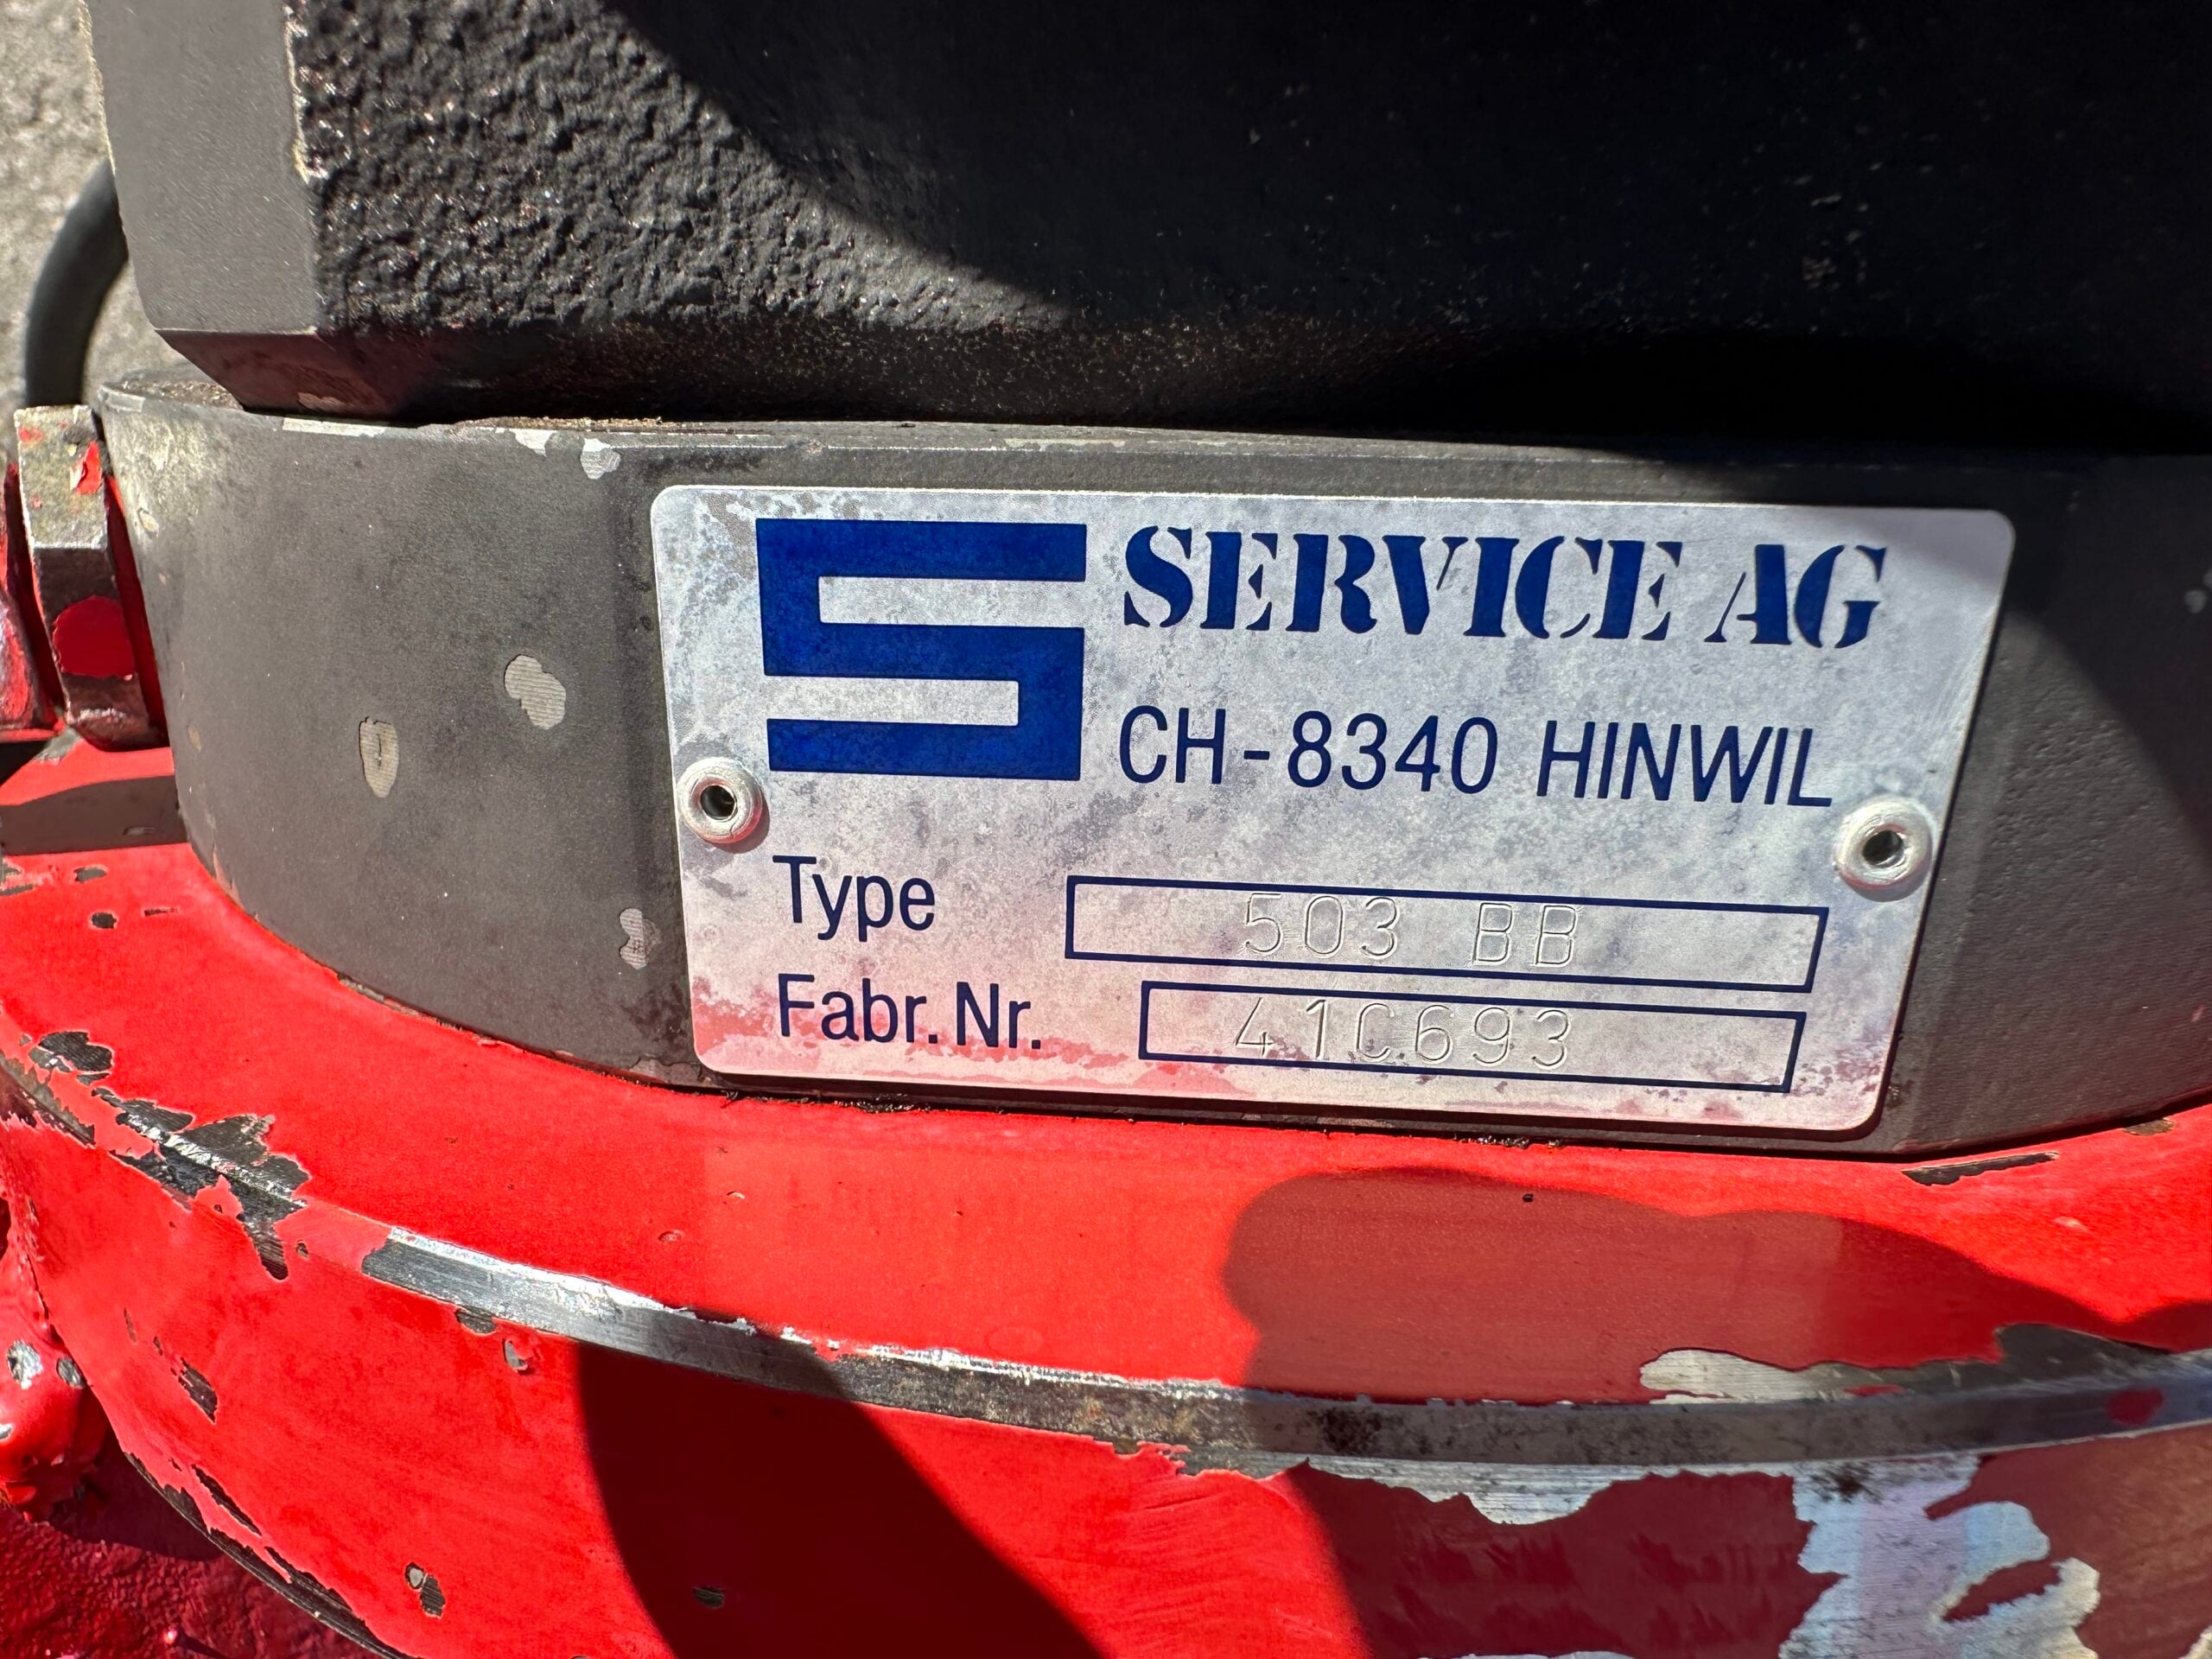 S SERVICE AG
CH-8340 HINWIL
Type 503 BB
Fabr. Nr. 41C693